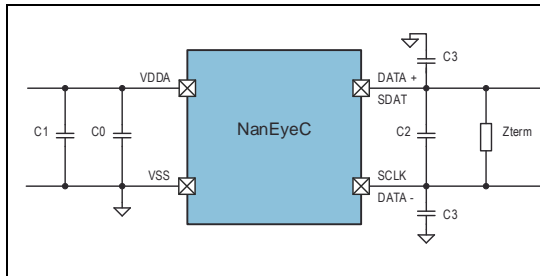 C3
VDDA
DATA +
SDAT
C1
C0
NanEyeC
C2
Zterm
VSS
SCLK
DATA -
C3